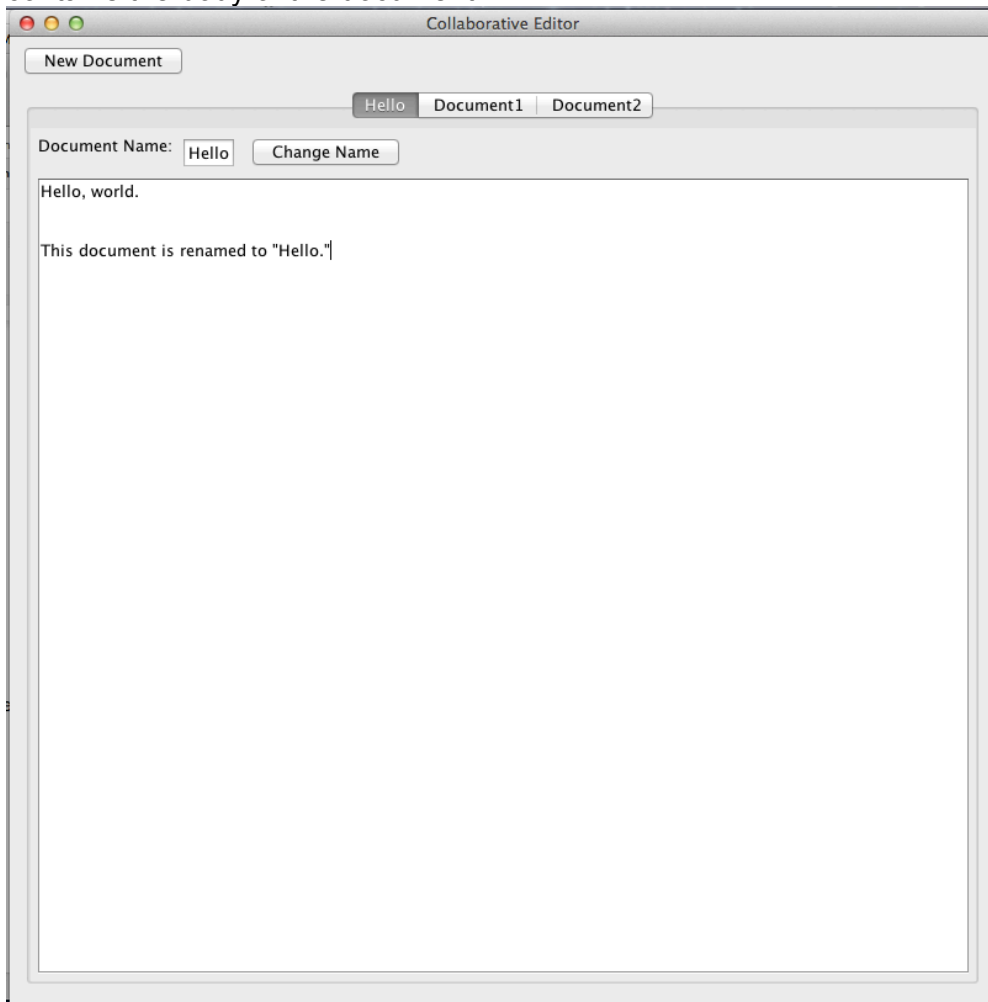 Collaborative Editor
New Document
Hello Document1 Document2
Document Name: Hello Change Name
Hello, world.
This document is renamed to "Hello."